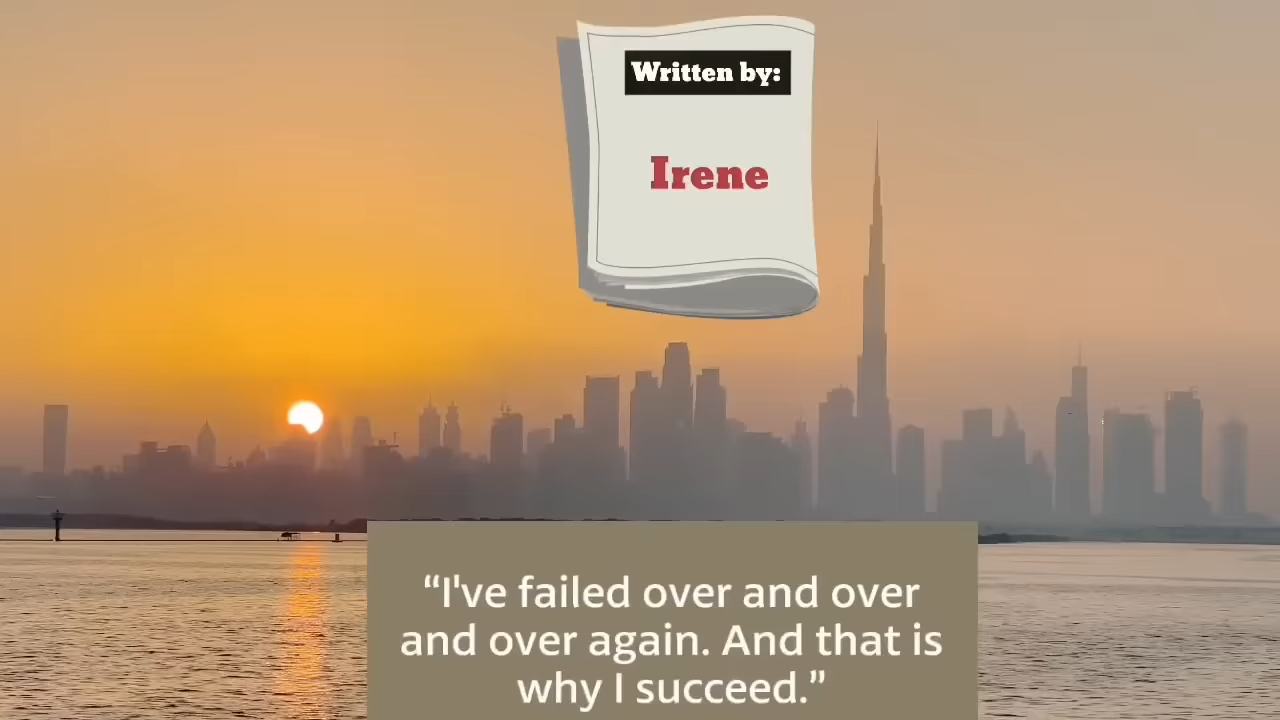 Written by:
Irene
“I've failed over and over
and over again. And that is
why I succeed.”